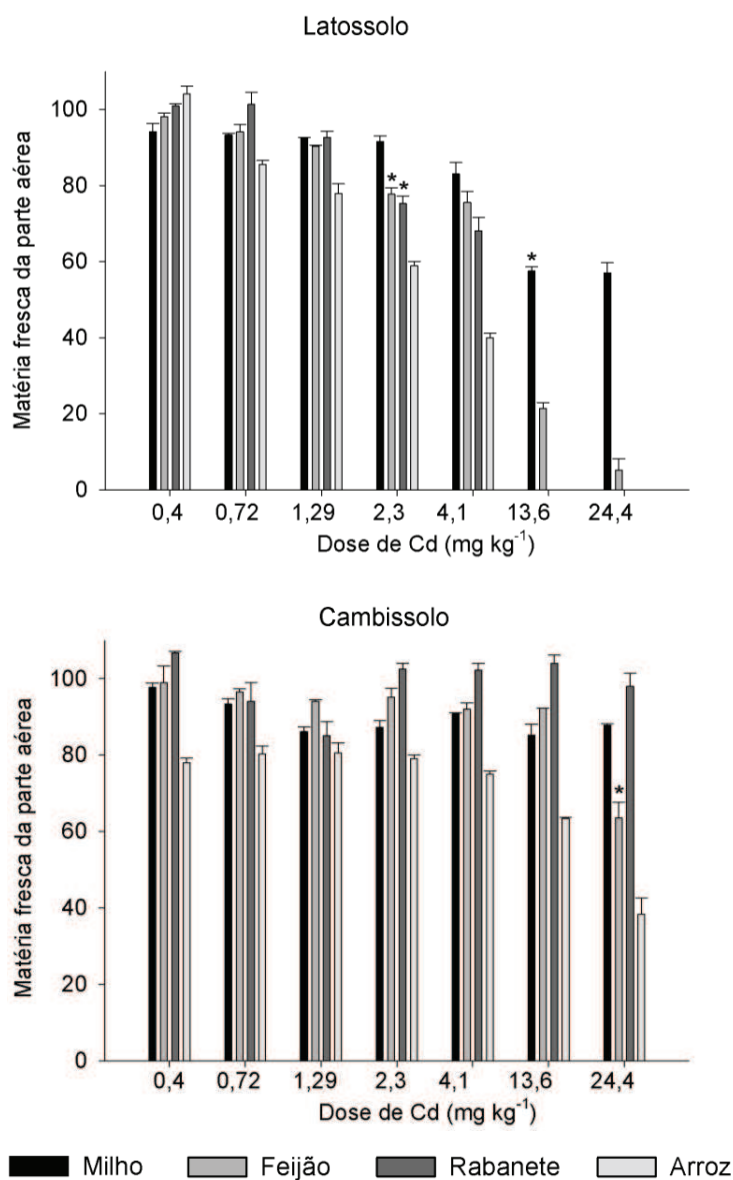 Latossolo
Matéria fresca da parte aérea
100
80
60
40
20
0
* *
*
0,4 0,72 1,29 2,3 4,1 13,6 24,4
Dose de Cd (mg kg⁻¹)
Cambissolo
Matéria fresca da parte aérea
100
80
60
40
20
0
*
0,4 0,72 1,29 2,3 4,1 13,6 24,4
Dose de Cd (mg kg⁻¹)
Milho Feijão Rabanete Arroz